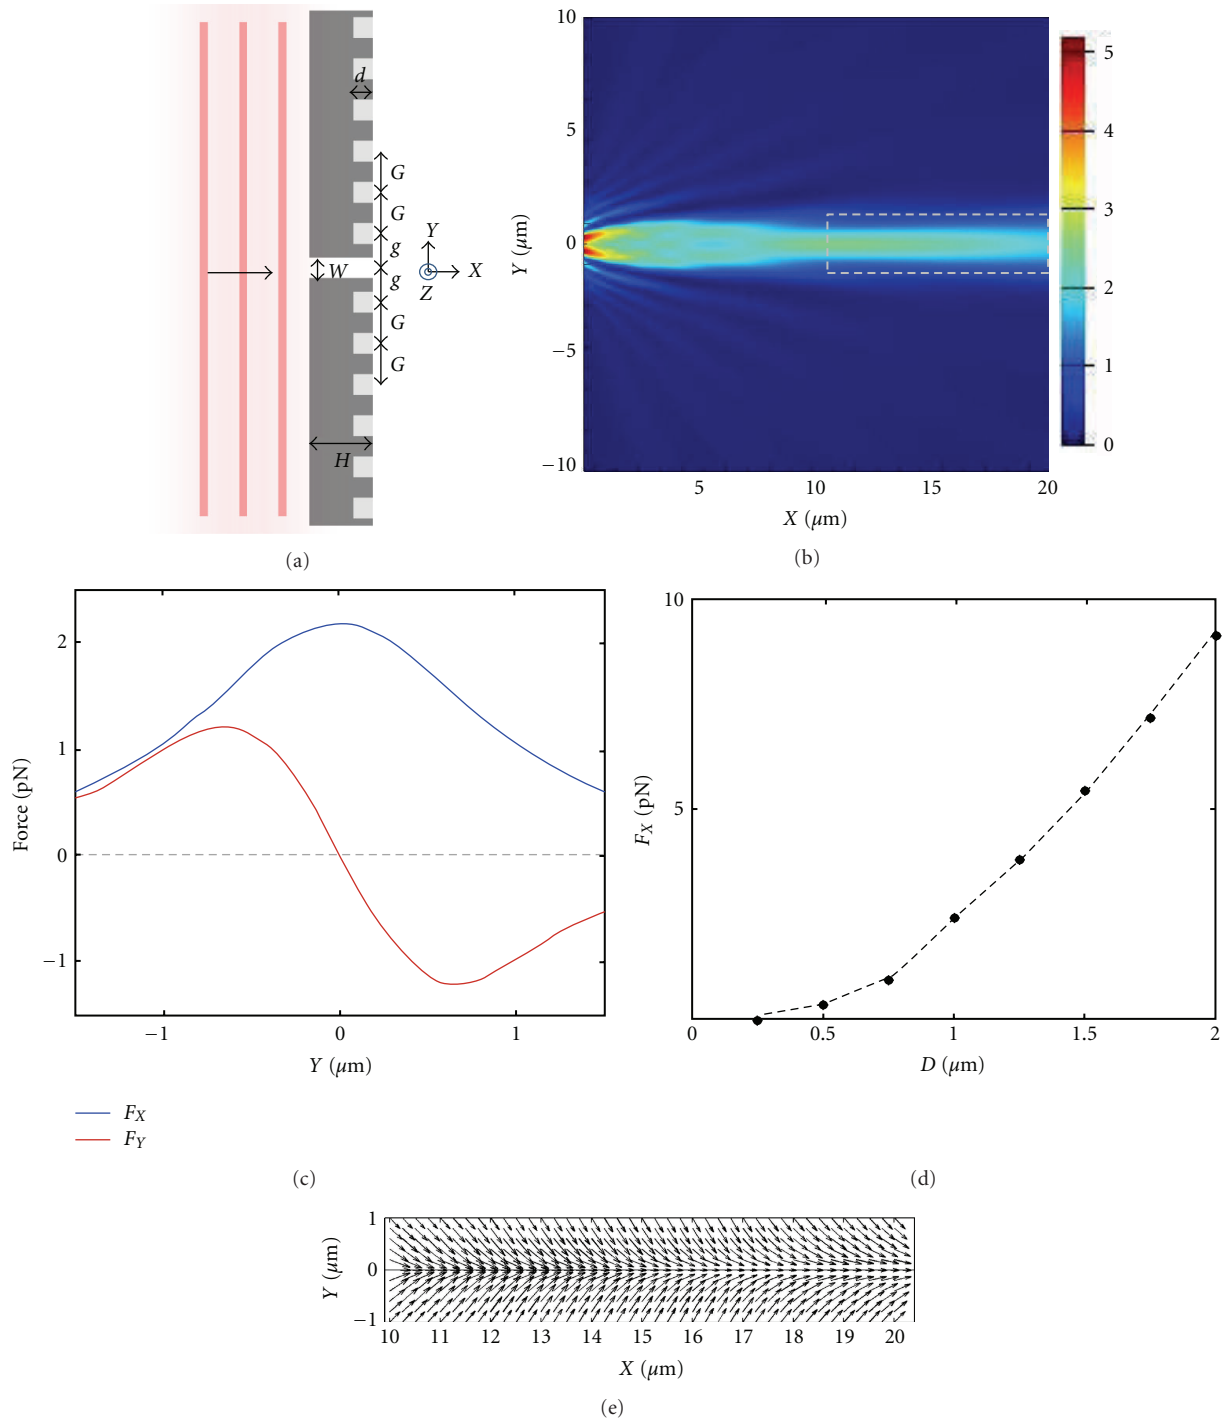 d
G
G
g
Y
W
X
g
Z
G
G
H
(a)
10
5
0
−5
−10
Y (μm)
5
10
15
20
X (μm)
5
4
3
2
1
0
(b)
2
1
0
−1
Force (pN)
−1
0
1
Y (μm)
F_X
F_Y
(c)
10
5
F_X (pN)
0
0.5
1
1.5
2
D (μm)
(d)
1
0
−1
Y (μm)
10 11 12 13 14 15 16 17 18 19 20
X (μm)
(e)